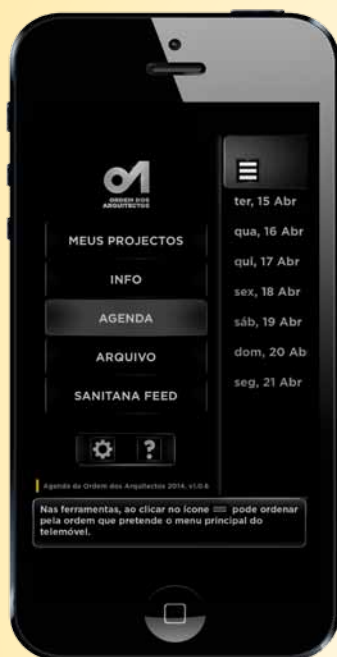 ORDEM DOS
ARQUITECTOS
MEUS PROJECTOS
INFO
AGENDA
ARQUIVO
SANITANA FEED
?
Agenda da Ordem dos Arquitectos 2014, v1.0.6
Nas ferramentas, ao clicar no ícone pode ordenar
pela ordem que pretende o menu principal do
telemóvel.
ter, 15 Abr
qua, 16 Abr
qui, 17 Abr
sex, 18 Abr
sáb, 19 Abr
dom, 20 Ab
seg, 21 Abr